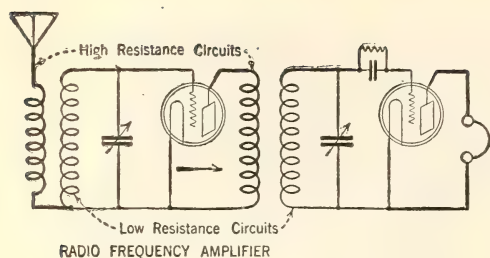 High Resistance Circuits
Low Resistance Circuits
RADIO FREQUENCY AMPLIFIER